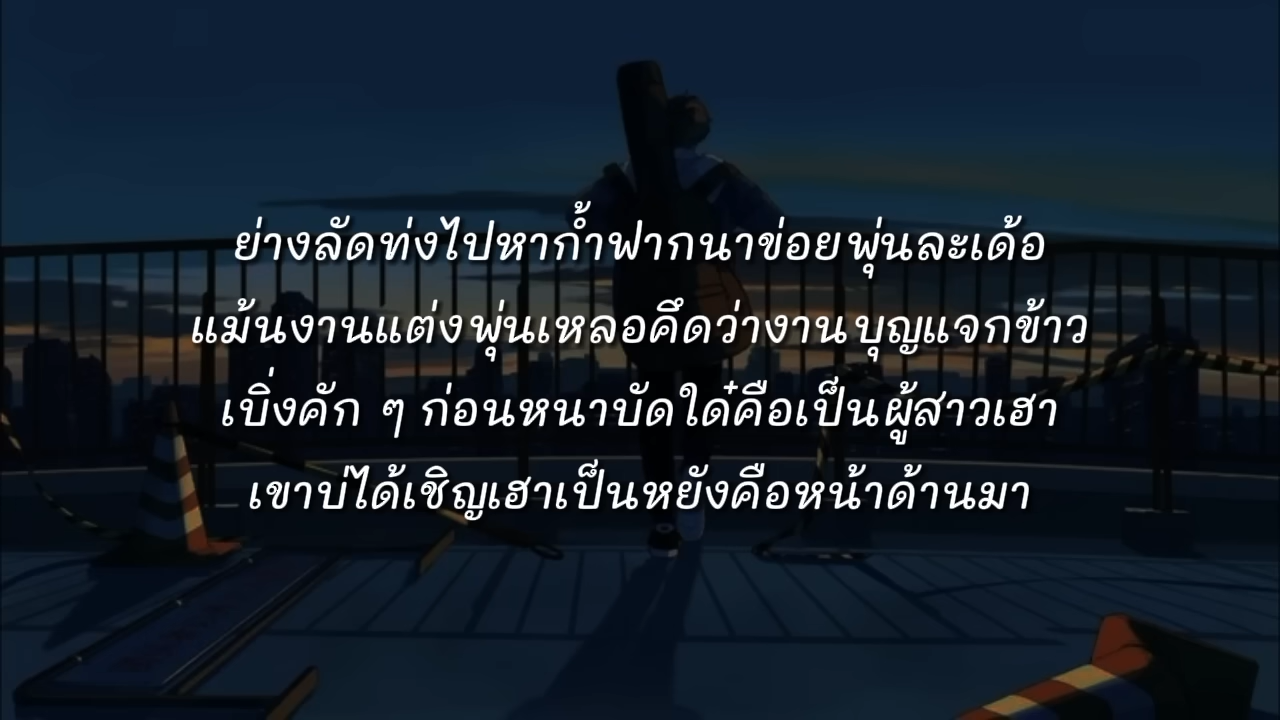 ย่างลัดท่งไปหาก้ำฟากนาข่อยพุ่นละเด้อ
แม้นงานแต่งพุ่นเหลอคึดว่างานบุญแจกข้าว
เบิ่งคัก ๆ ก่อนหนาบัดใด๋คือเป็นผู้สาวเฮา
เขาบ่ได้เชิญเฮาเป็นหยังคือหน้าด้านมา